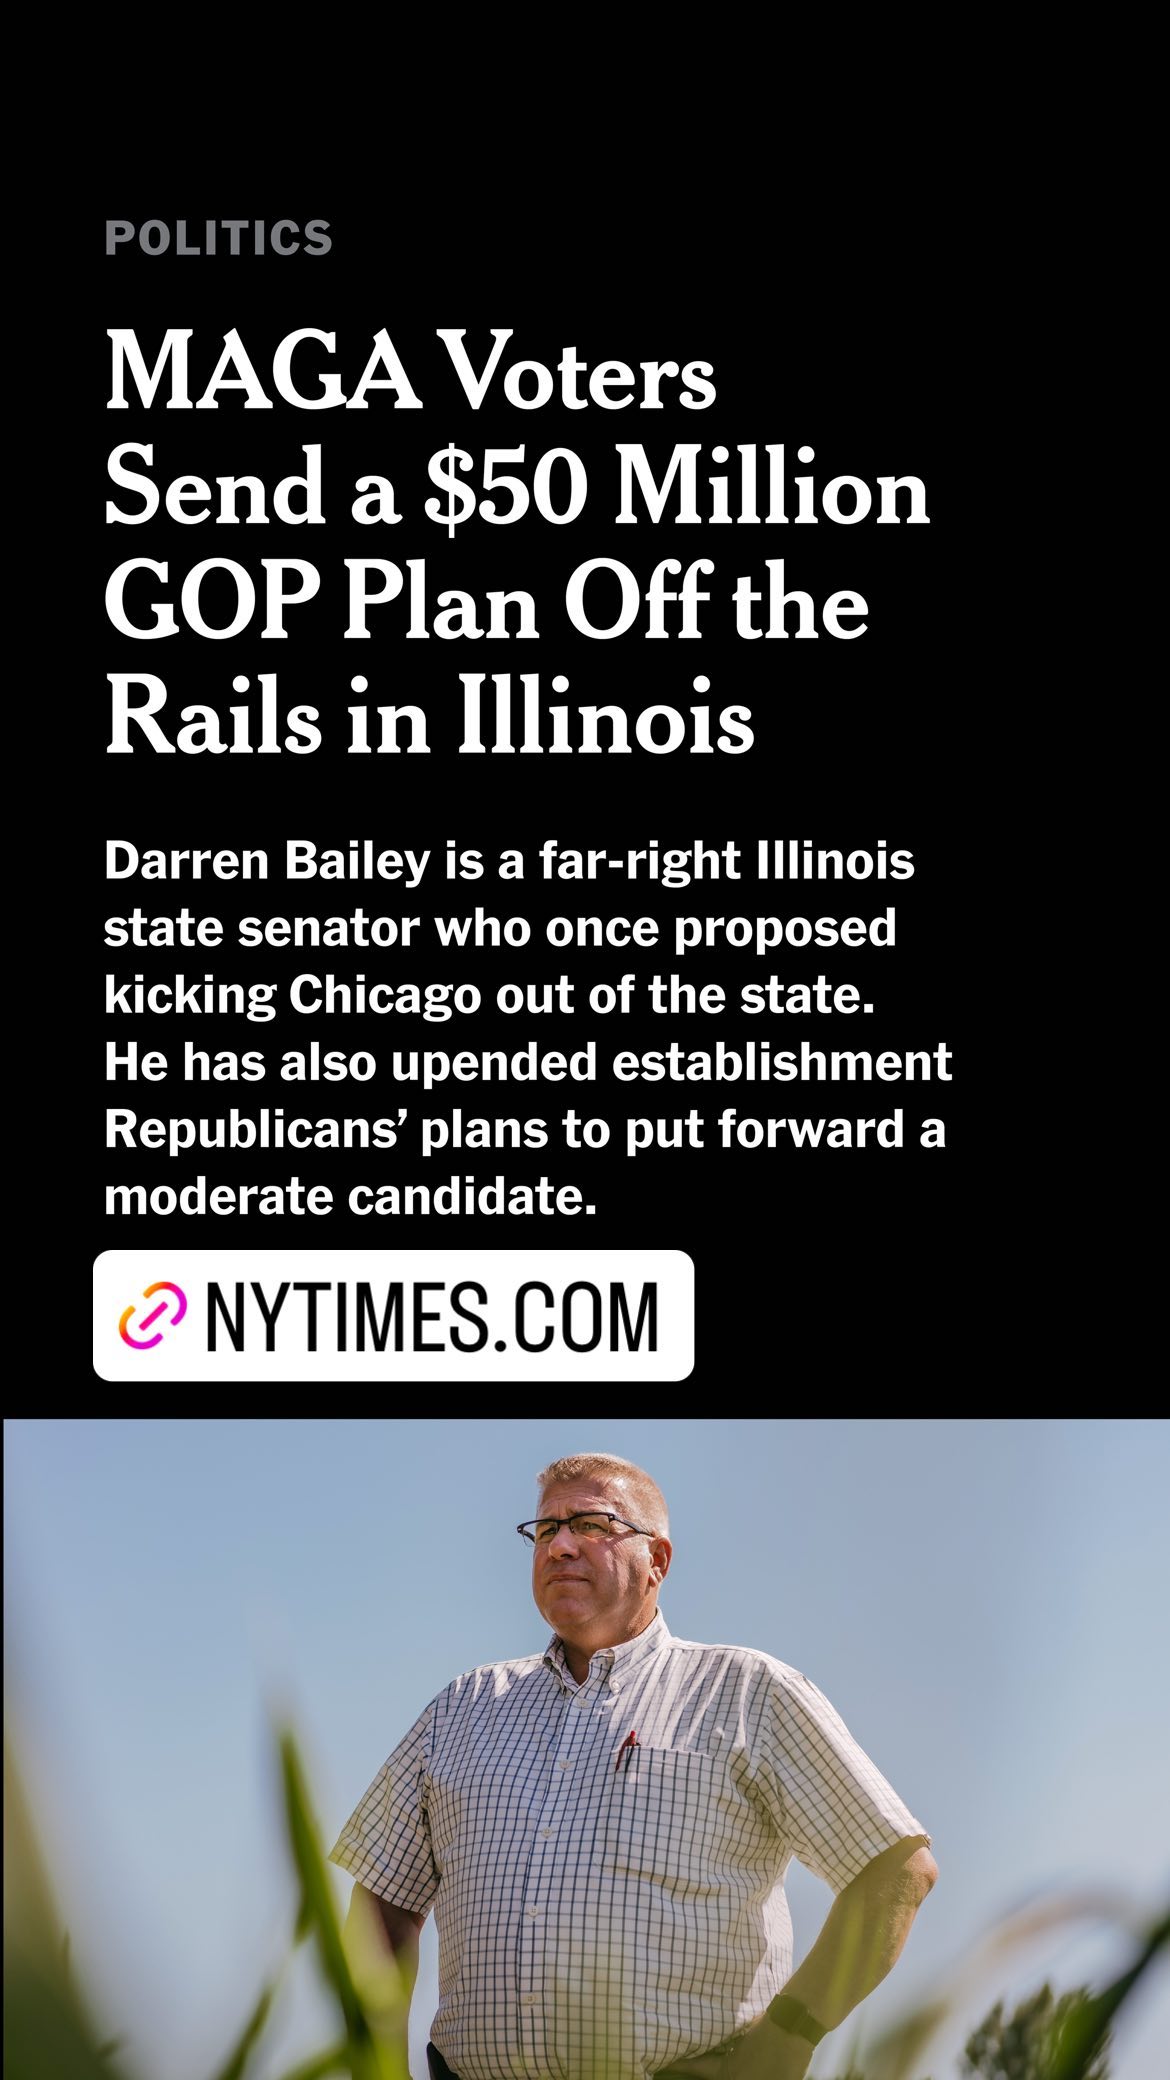 POLITICS
MAGA Voters
Send a $50 Million
GOP Plan Off the
Rails in Illinois
Darren Bailey is a far-right Illinois
state senator who once proposed
kicking Chicago out of the state.
He has also upended establishment
Republicans’ plans to put forward a
moderate candidate.
NYTIMES.COM